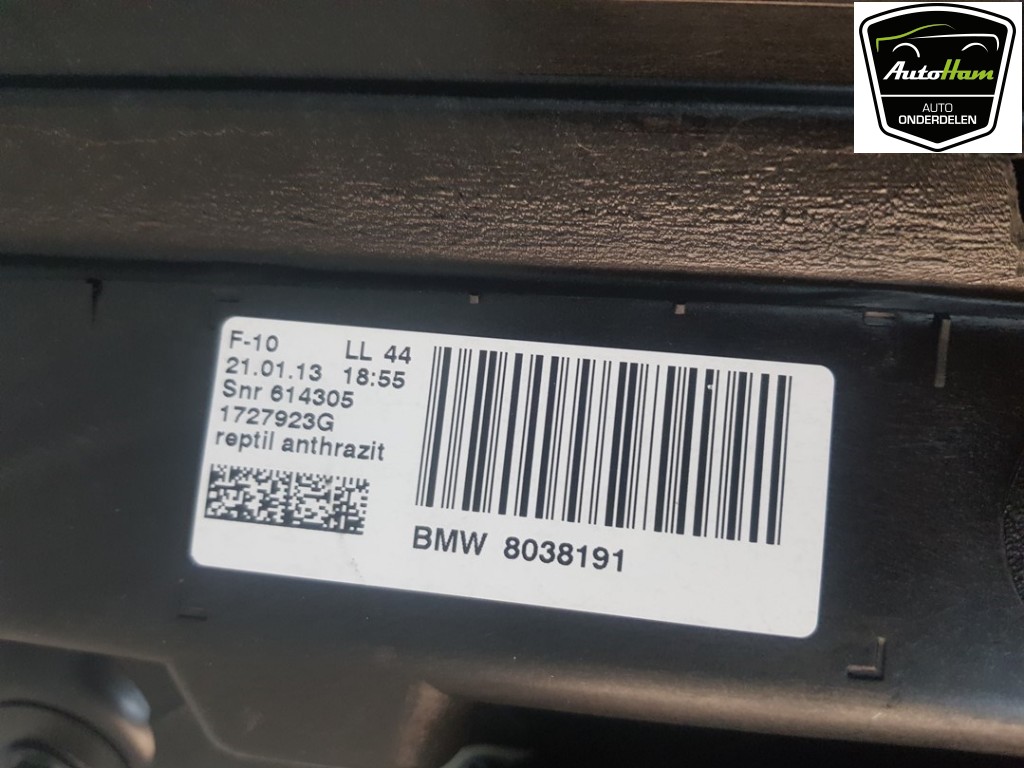 AutoHam
AUTO
ONDERDELEN
F-10 LL 44
21.01.13 18:55
Snr 614305
1727923G
reptil anthrazit
BMW 8038191